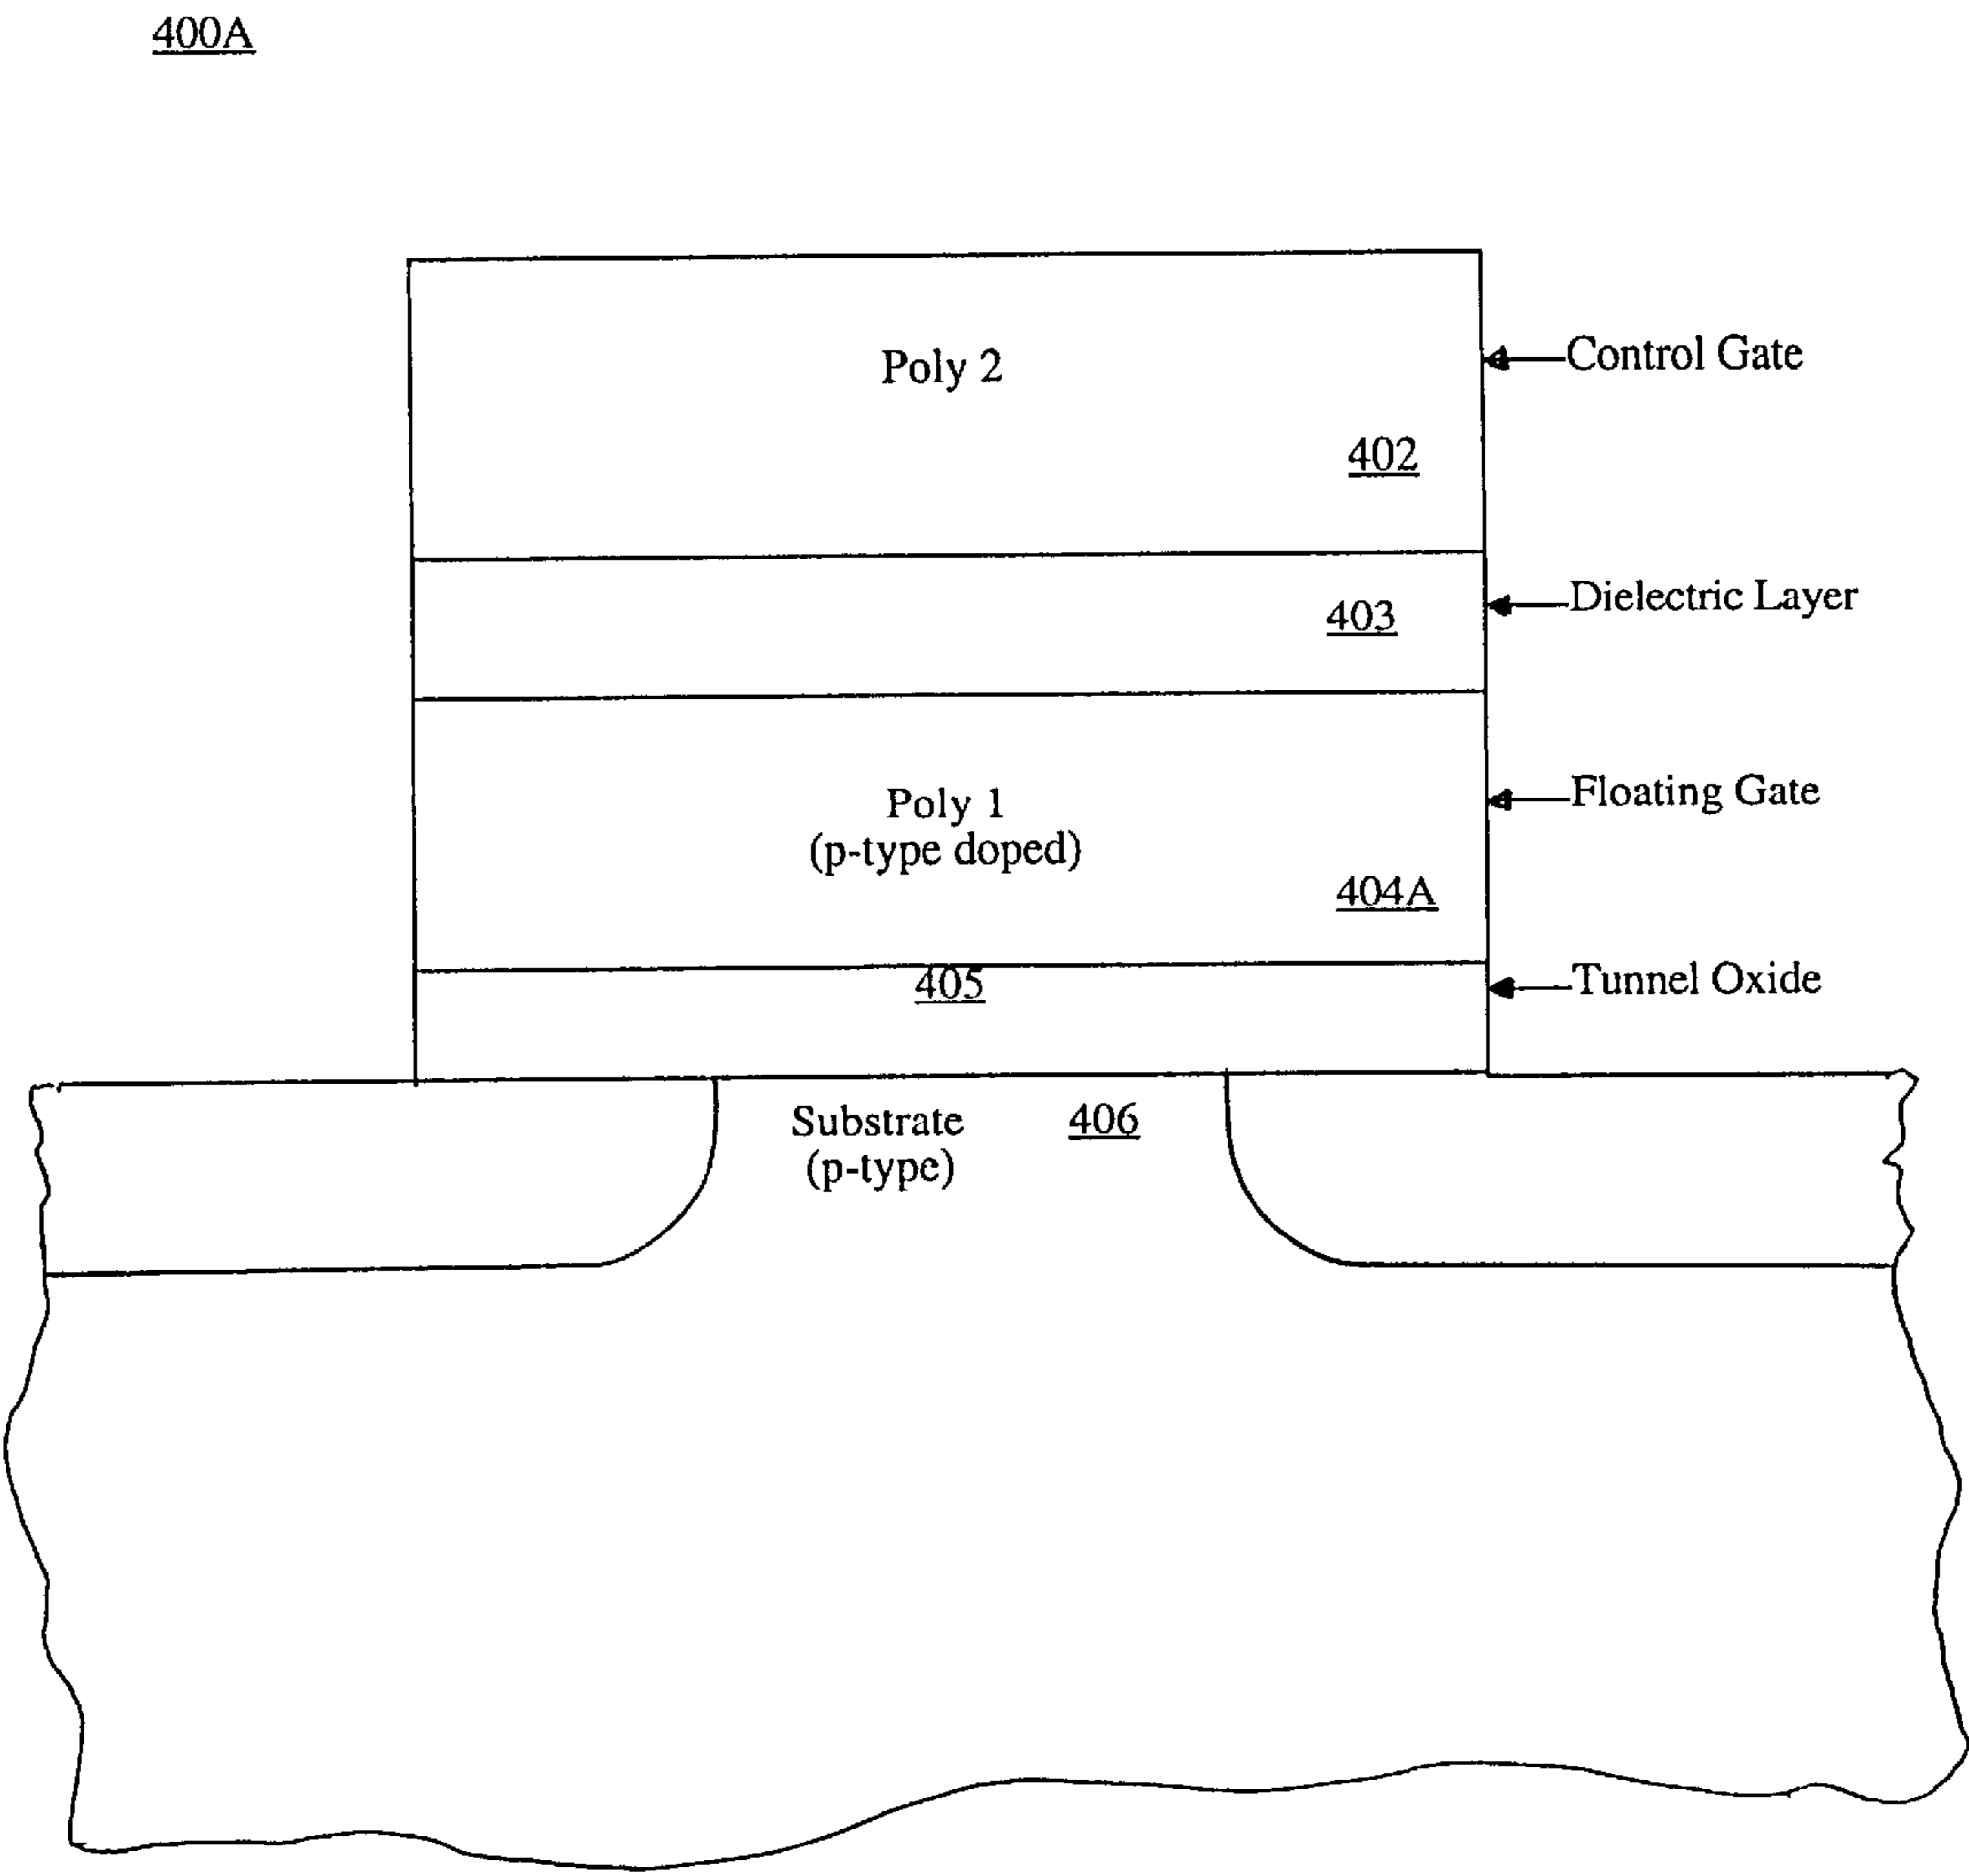 400A
Poly 2
Control Gate
402
Dielectric Layer
403
Poly 1
(p-type doped)
Floating Gate
404A
405
Tunnel Oxide
Substrate
(p-type)
406